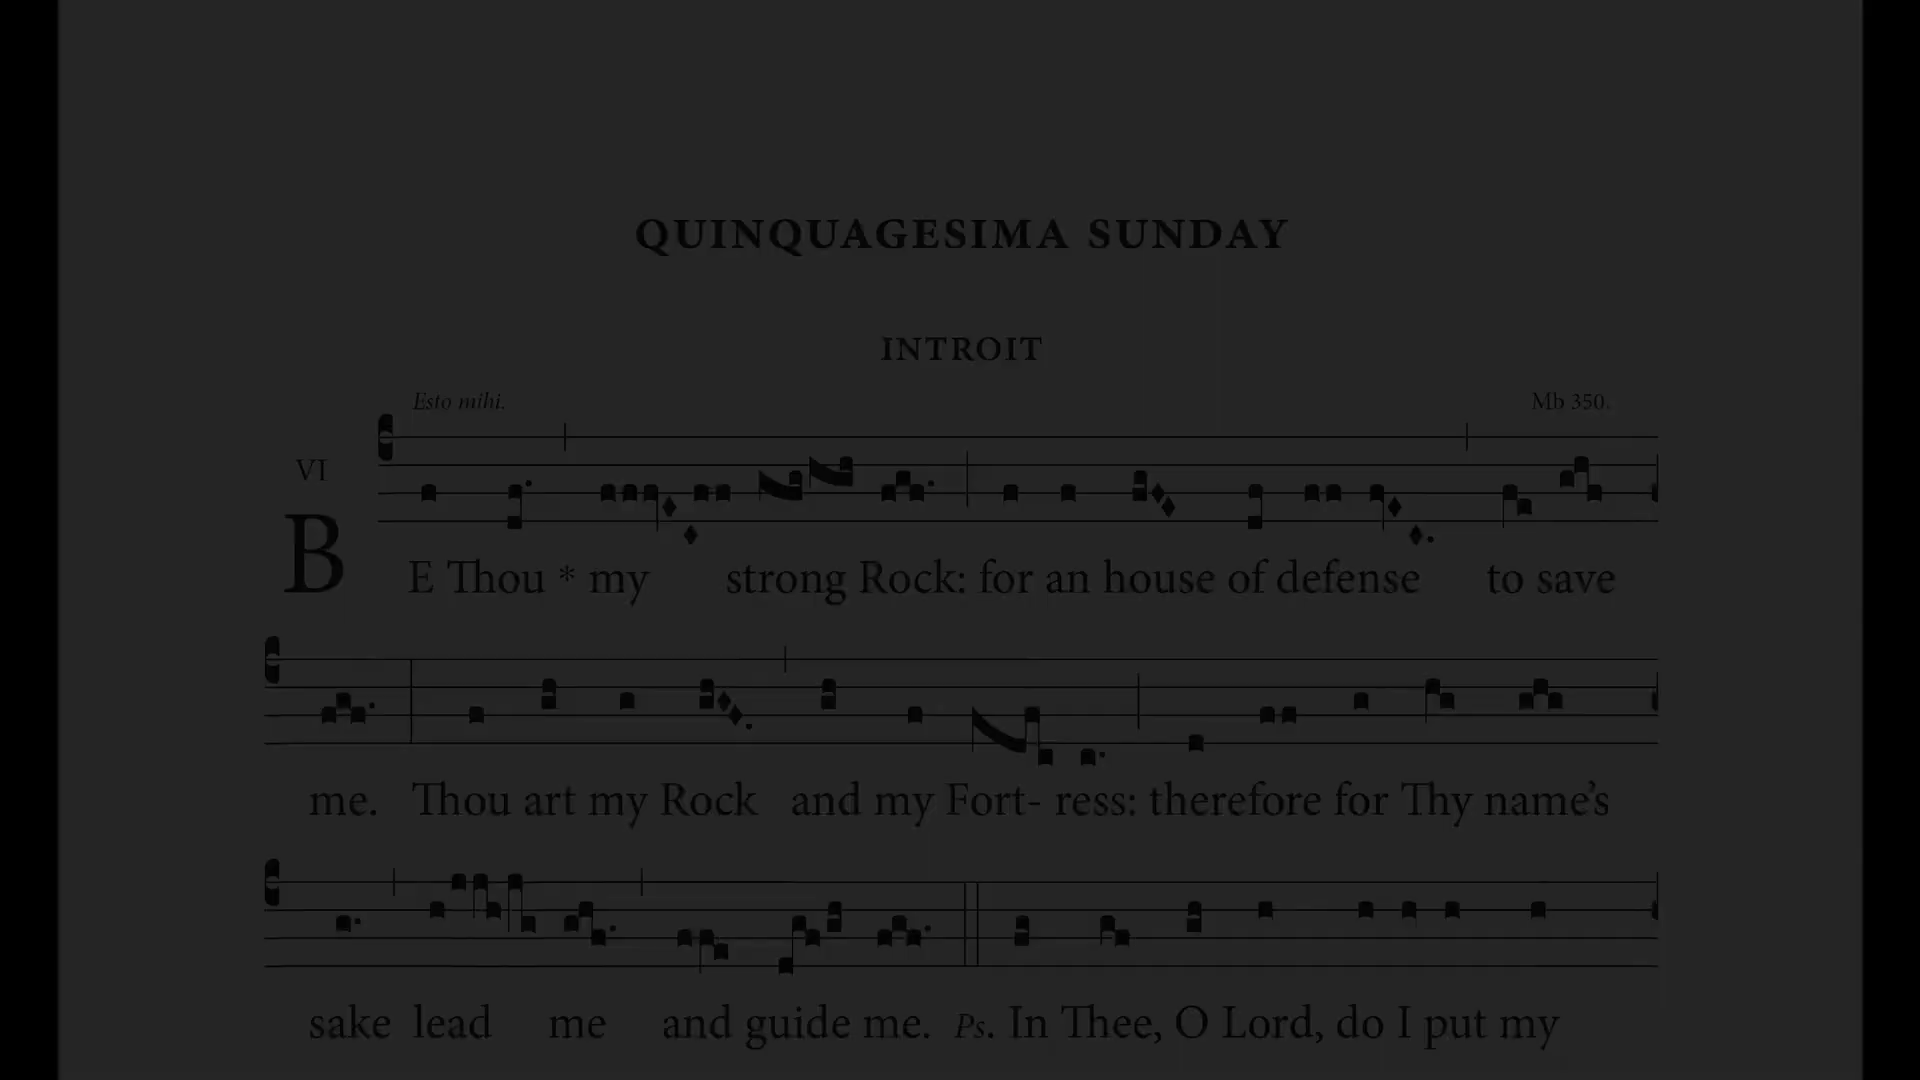 QUINQUAGESIMA SUNDAY
INTROIT
Esto mihi. Mb 350.
VI
BE Thou * my strong Rock: for an house of defense to save
me. Thou art my Rock and my Fort- ress: therefore for Thy name's
sake lead me and guide me. Ps. In Thee, O Lord, do I put my